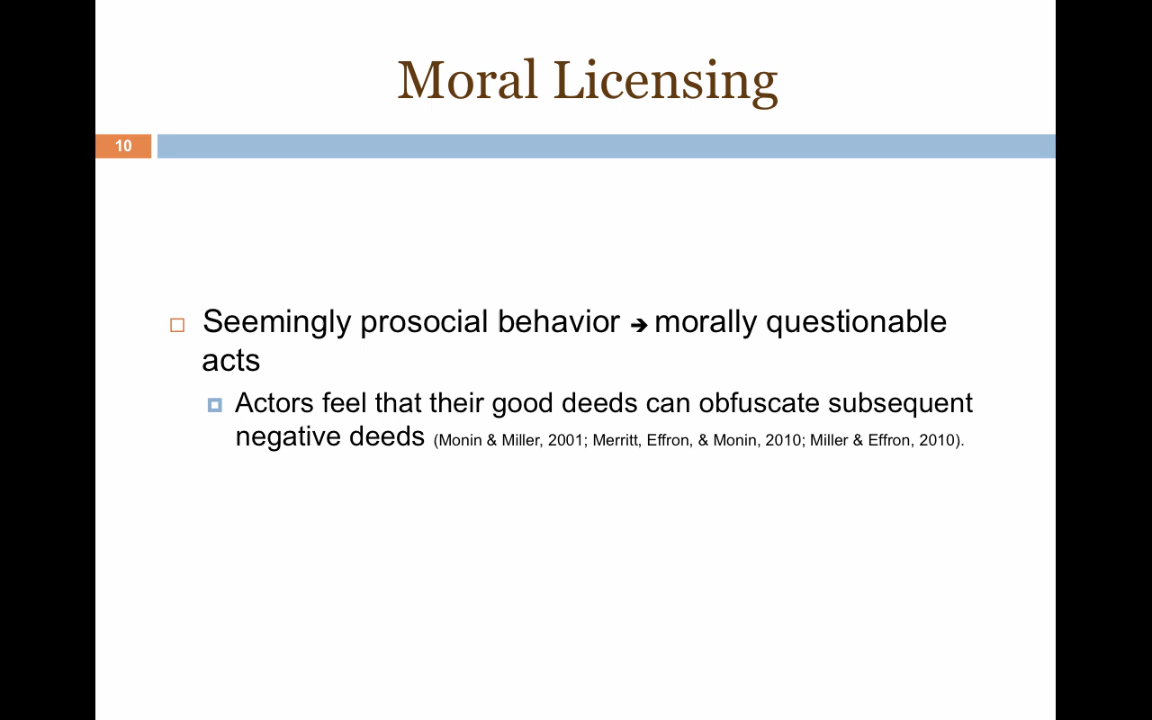 Moral Licensing
10
Seemingly prosocial behavior ➔ morally questionable
acts
Actors feel that their good deeds can obfuscate subsequent
negative deeds (Monin & Miller, 2001; Merritt, Effron, & Monin, 2010; Miller & Effron, 2010).